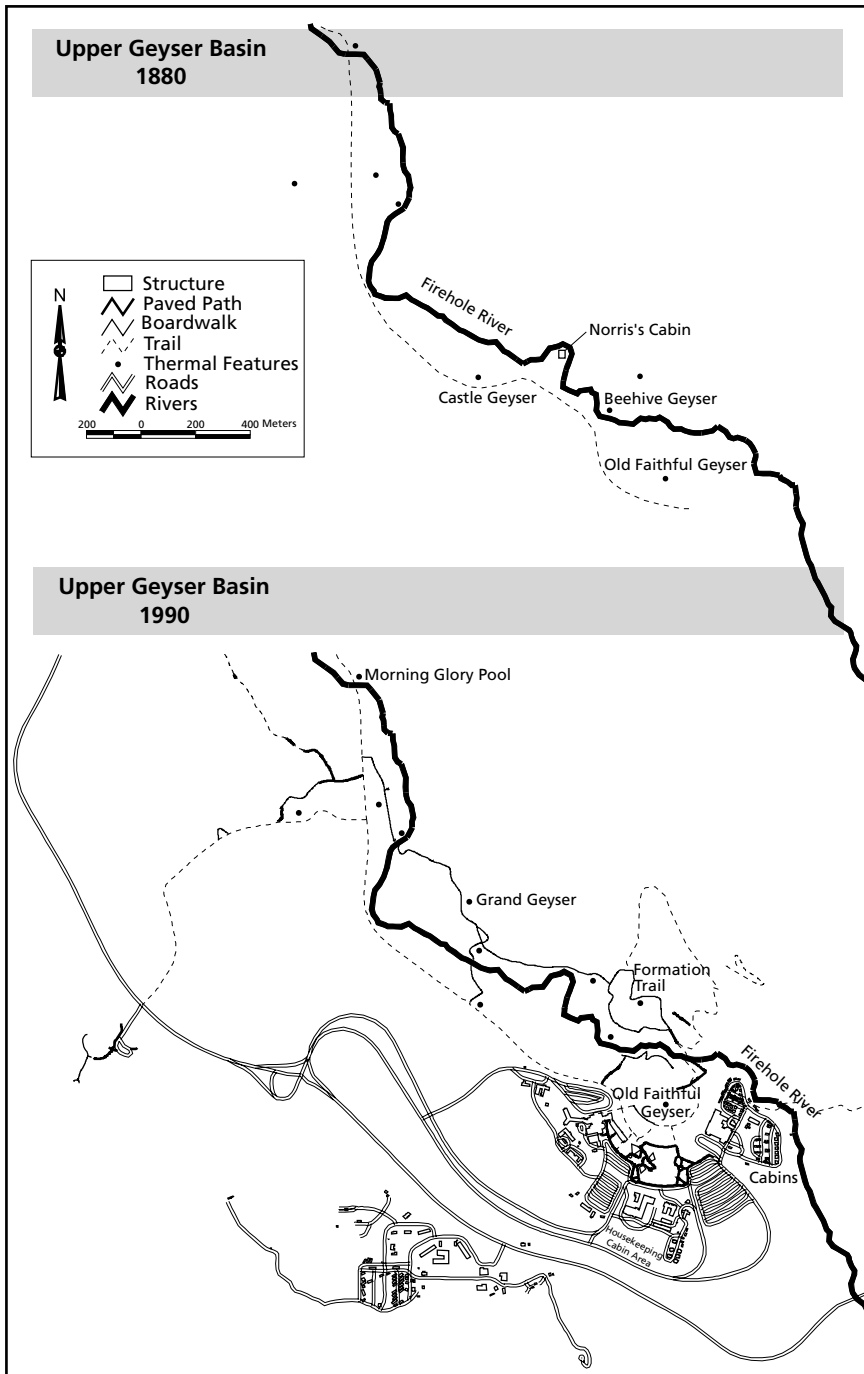 Upper Geyser Basin
1880
Firehole River
Norris's Cabin
Castle Geyser
Beehive Geyser
Old Faithful Geyser
N
Structure
Paved Path
Boardwalk
Trail
Thermal Features
Roads
Rivers
200 0 200 400 Meters
Upper Geyser Basin
1990
Morning Glory Pool
Grand Geyser
Formation
Trail
Firehole River
Old Faithful
Geyser
Cabins
Housekeeping
Cabin Area